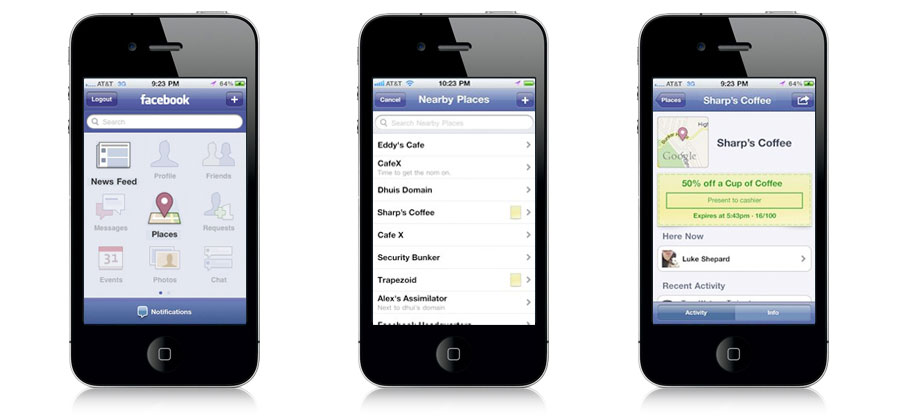 AT&T 3G 9:23 PM 64%
Logout facebook +
Search
News Feed Profile Friends
Messages Places Requests
31
Events Photos Chat
Notifications
AT&T 10:23 PM
Cancel Nearby Places +
Search Nearby Places
Eddy's Cafe
CafeX
Time to get the nom on.
Dhuis Domain
Sharp's Coffee
Cafe X
Security Bunker
Trapezoid
Alex's Assimilator
Next to dhui's domain
Facebook Headquarters
AT&T 3G 9:23 PM 64%
Places Sharp's Coffee
Google
Sharp's Coffee
50% off a Cup of Coffee
Present to cashier
Expires at 5:43pm - 16/100
Here Now
Luke Shepard
Recent Activity
Activity Info